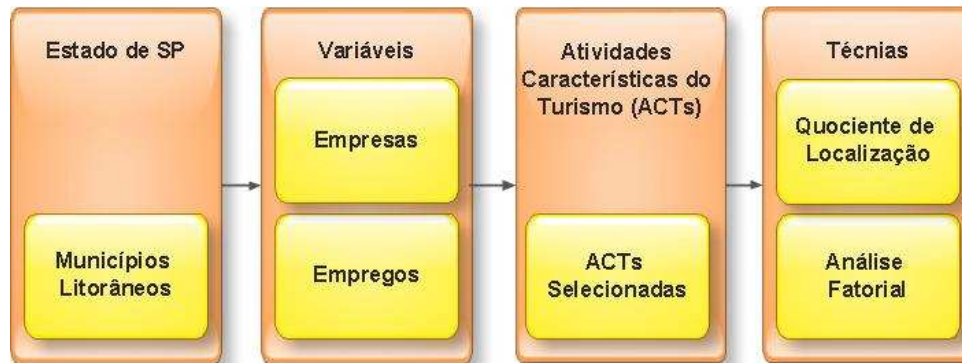 Estado de SP
Municípios
Litorâneos
Variáveis
Empresas
Empregos
Atividades
Características do
Turismo (ACTs)
ACTs
Selecionadas
Técnias
Quociente de
Localização
Análise
Fatorial